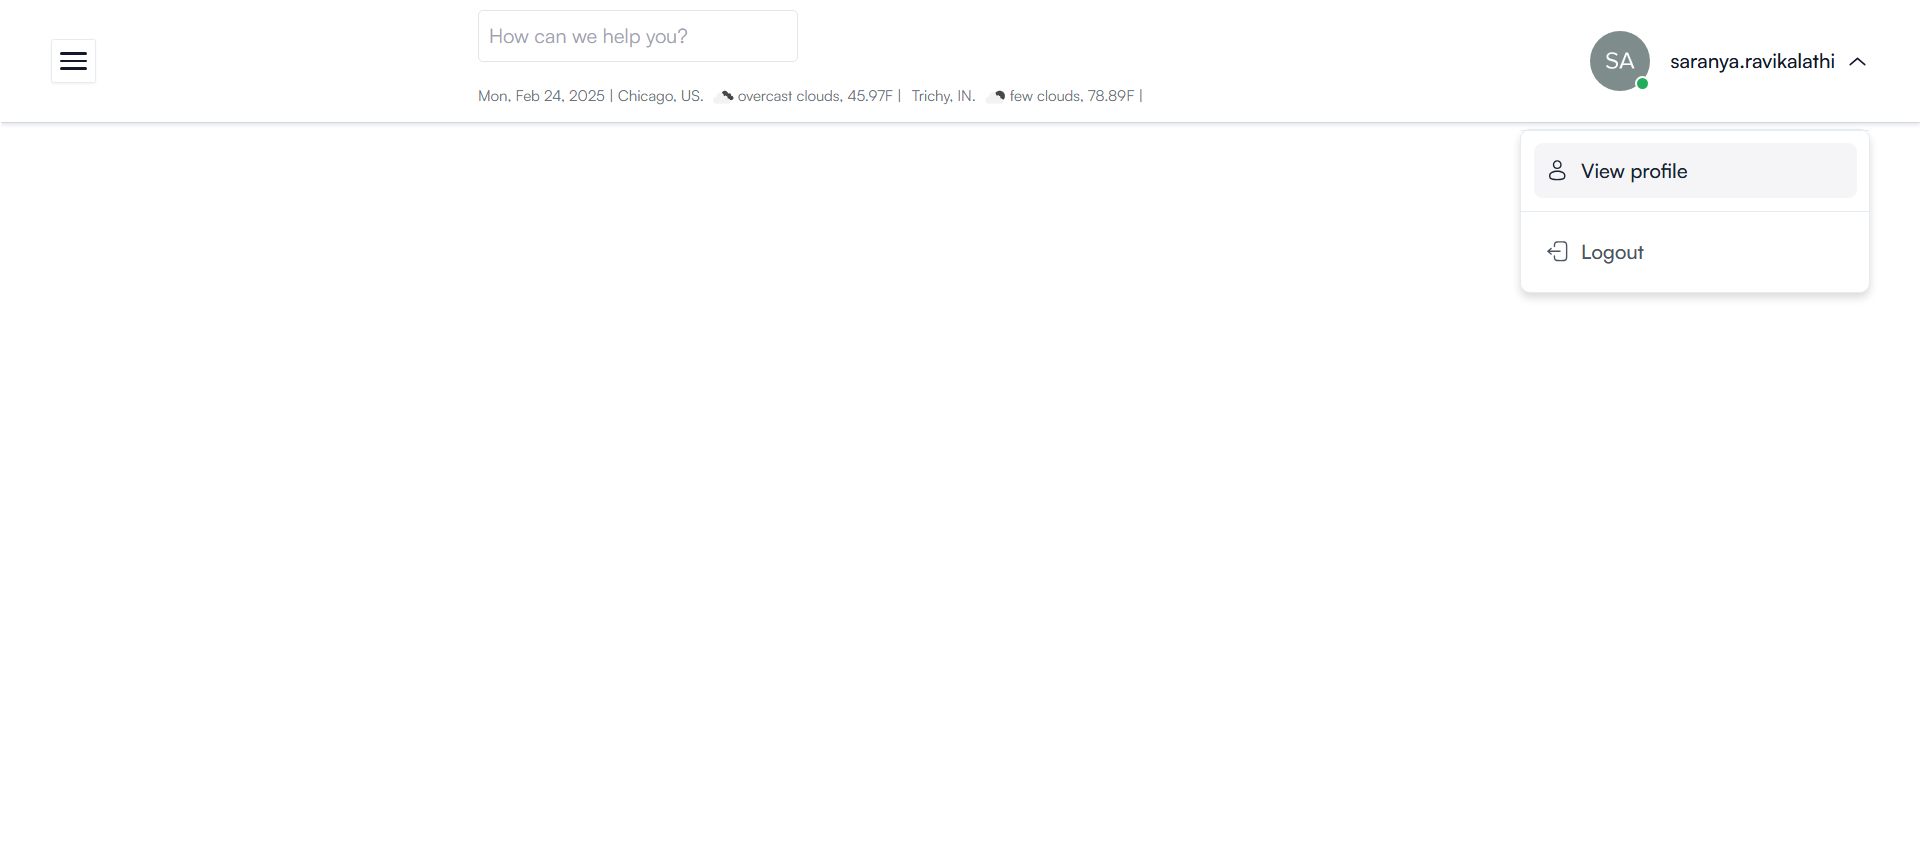 How can we help you?
SA
saranya.ravikalathi
Mon, Feb 24, 2025 | Chicago, US. overcast clouds, 45.97F | Trichy, IN. few clouds, 78.89F |
View profile
Logout